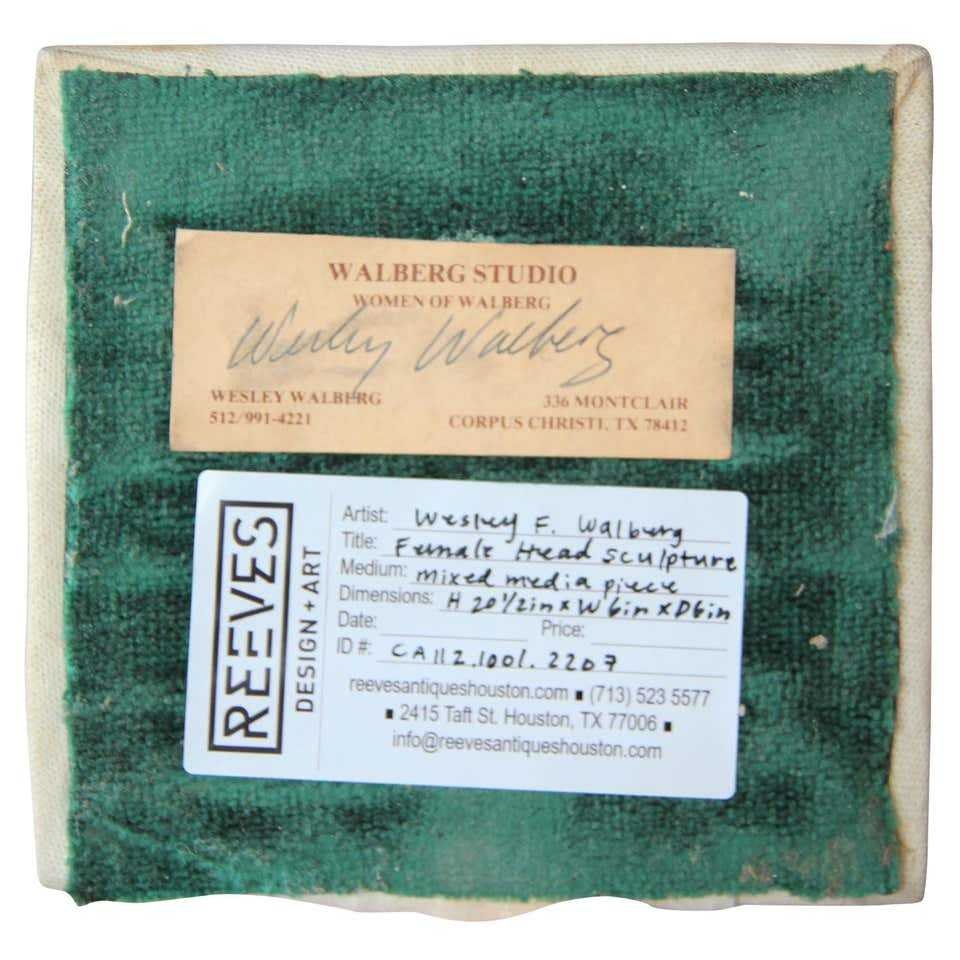 WALBERG STUDIO
WOMEN OF WALBERG
Wesley Walberg
WESLEY WALBERG
512/991-4221
336 MONTCLAIR
CORPUS CHRISTI, TX 78412
REEVES
DESIGN + ART
Artist: Wesley F. Walburg
Title: Female Head sculpture
Medium: mixed media piece
Dimensions: H 20 1/2in x W 6in x D6in
Date: Price:
ID #: CA112.1001.2207
reevesantiqueshouston.com ▪ (713) 523 5577
▪ 2415 Taft St. Houston, TX 77006 ▪
info@reevesantiqueshouston.com